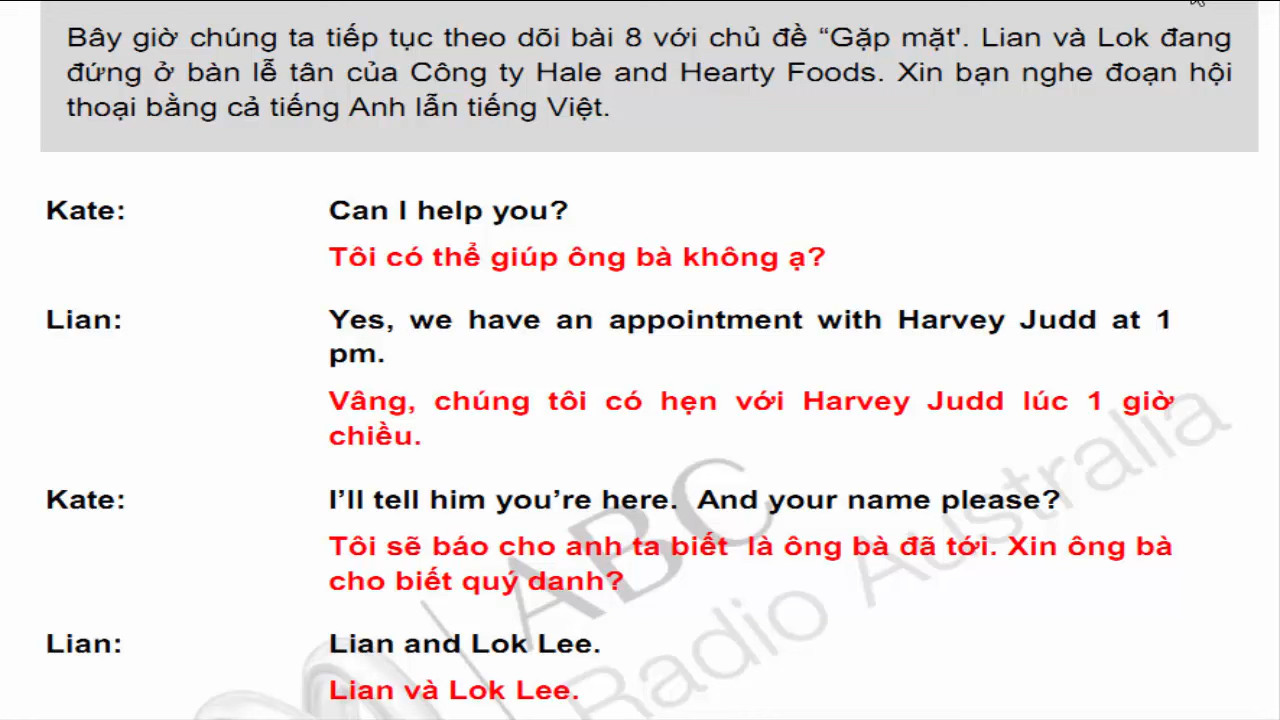 Bây giờ chúng ta tiếp tục theo dõi bài 8 với chủ đề “Gặp mặt'. Lian và Lok đang
đứng ở bàn lễ tân của Công ty Hale and Hearty Foods. Xin bạn nghe đoạn hội
thoại bằng cả tiếng Anh lẫn tiếng Việt.
Kate: Can I help you?
Tôi có thể giúp ông bà không ạ?
Lian: Yes, we have an appointment with Harvey Judd at 1
pm.
Vâng, chúng tôi có hẹn với Harvey Judd lúc 1 giờ
chiều.
Kate: I’ll tell him you’re here. And your name please?
Tôi sẽ báo cho anh ta biết là ông bà đã tới. Xin ông bà
cho biết quý danh?
Lian: Lian and Lok Lee.
Lian và Lok Lee.
ABC
Radio Australia